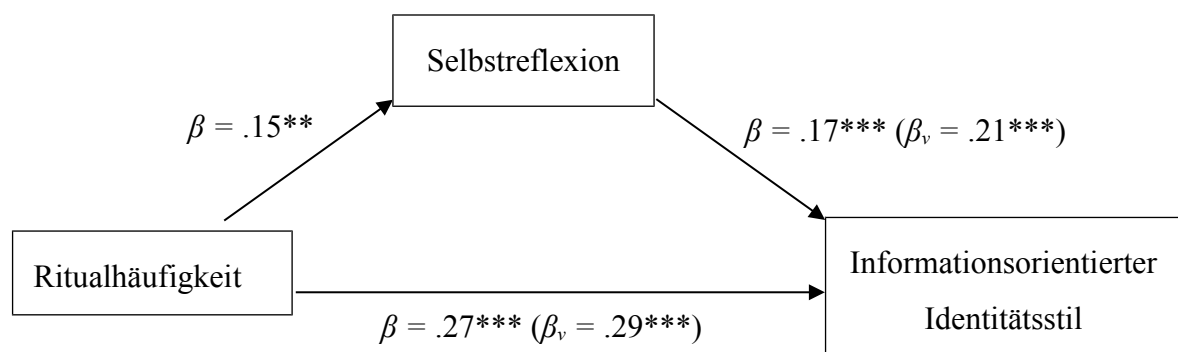 Selbstreflexion
β = .15**
β = .17*** (βᵥ = .21***)
Ritualhäufigkeit
Informationsorientierter
Identitätsstil
β = .27*** (βᵥ = .29***)